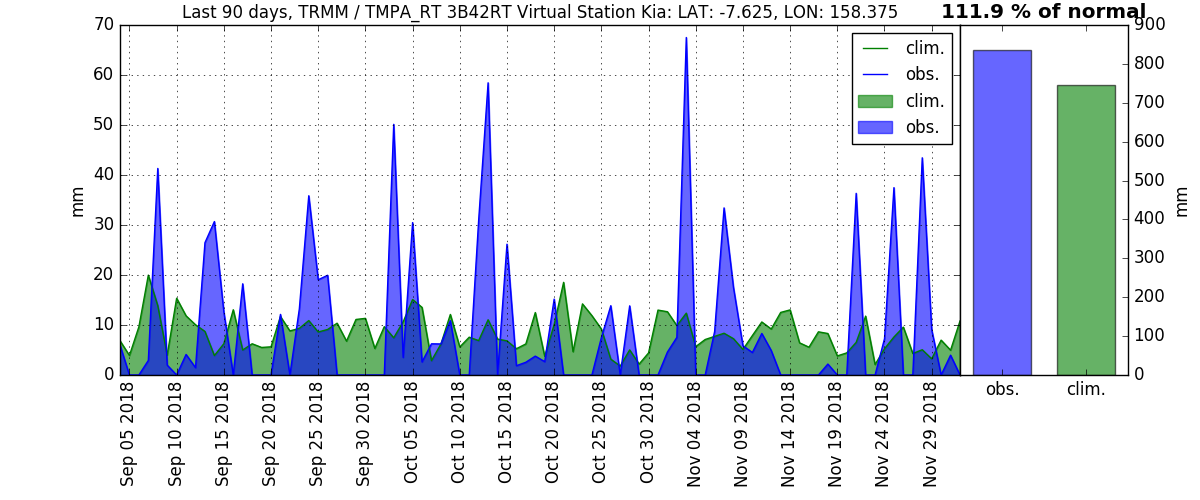 Last 90 days, TRMM / TMPA_RT 3B42RT Virtual Station Kia: LAT: -7.625, LON: 158.375
111.9 % of normal
70
60
50
40
30
20
10
0
mm
clim.
obs.
clim.
obs.
900
800
700
600
500
400
300
200
100
0
mm
Sep 05 2018
Sep 10 2018
Sep 15 2018
Sep 20 2018
Sep 25 2018
Sep 30 2018
Oct 05 2018
Oct 10 2018
Oct 15 2018
Oct 20 2018
Oct 25 2018
Oct 30 2018
Nov 04 2018
Nov 09 2018
Nov 14 2018
Nov 19 2018
Nov 24 2018
Nov 29 2018
obs.
clim.